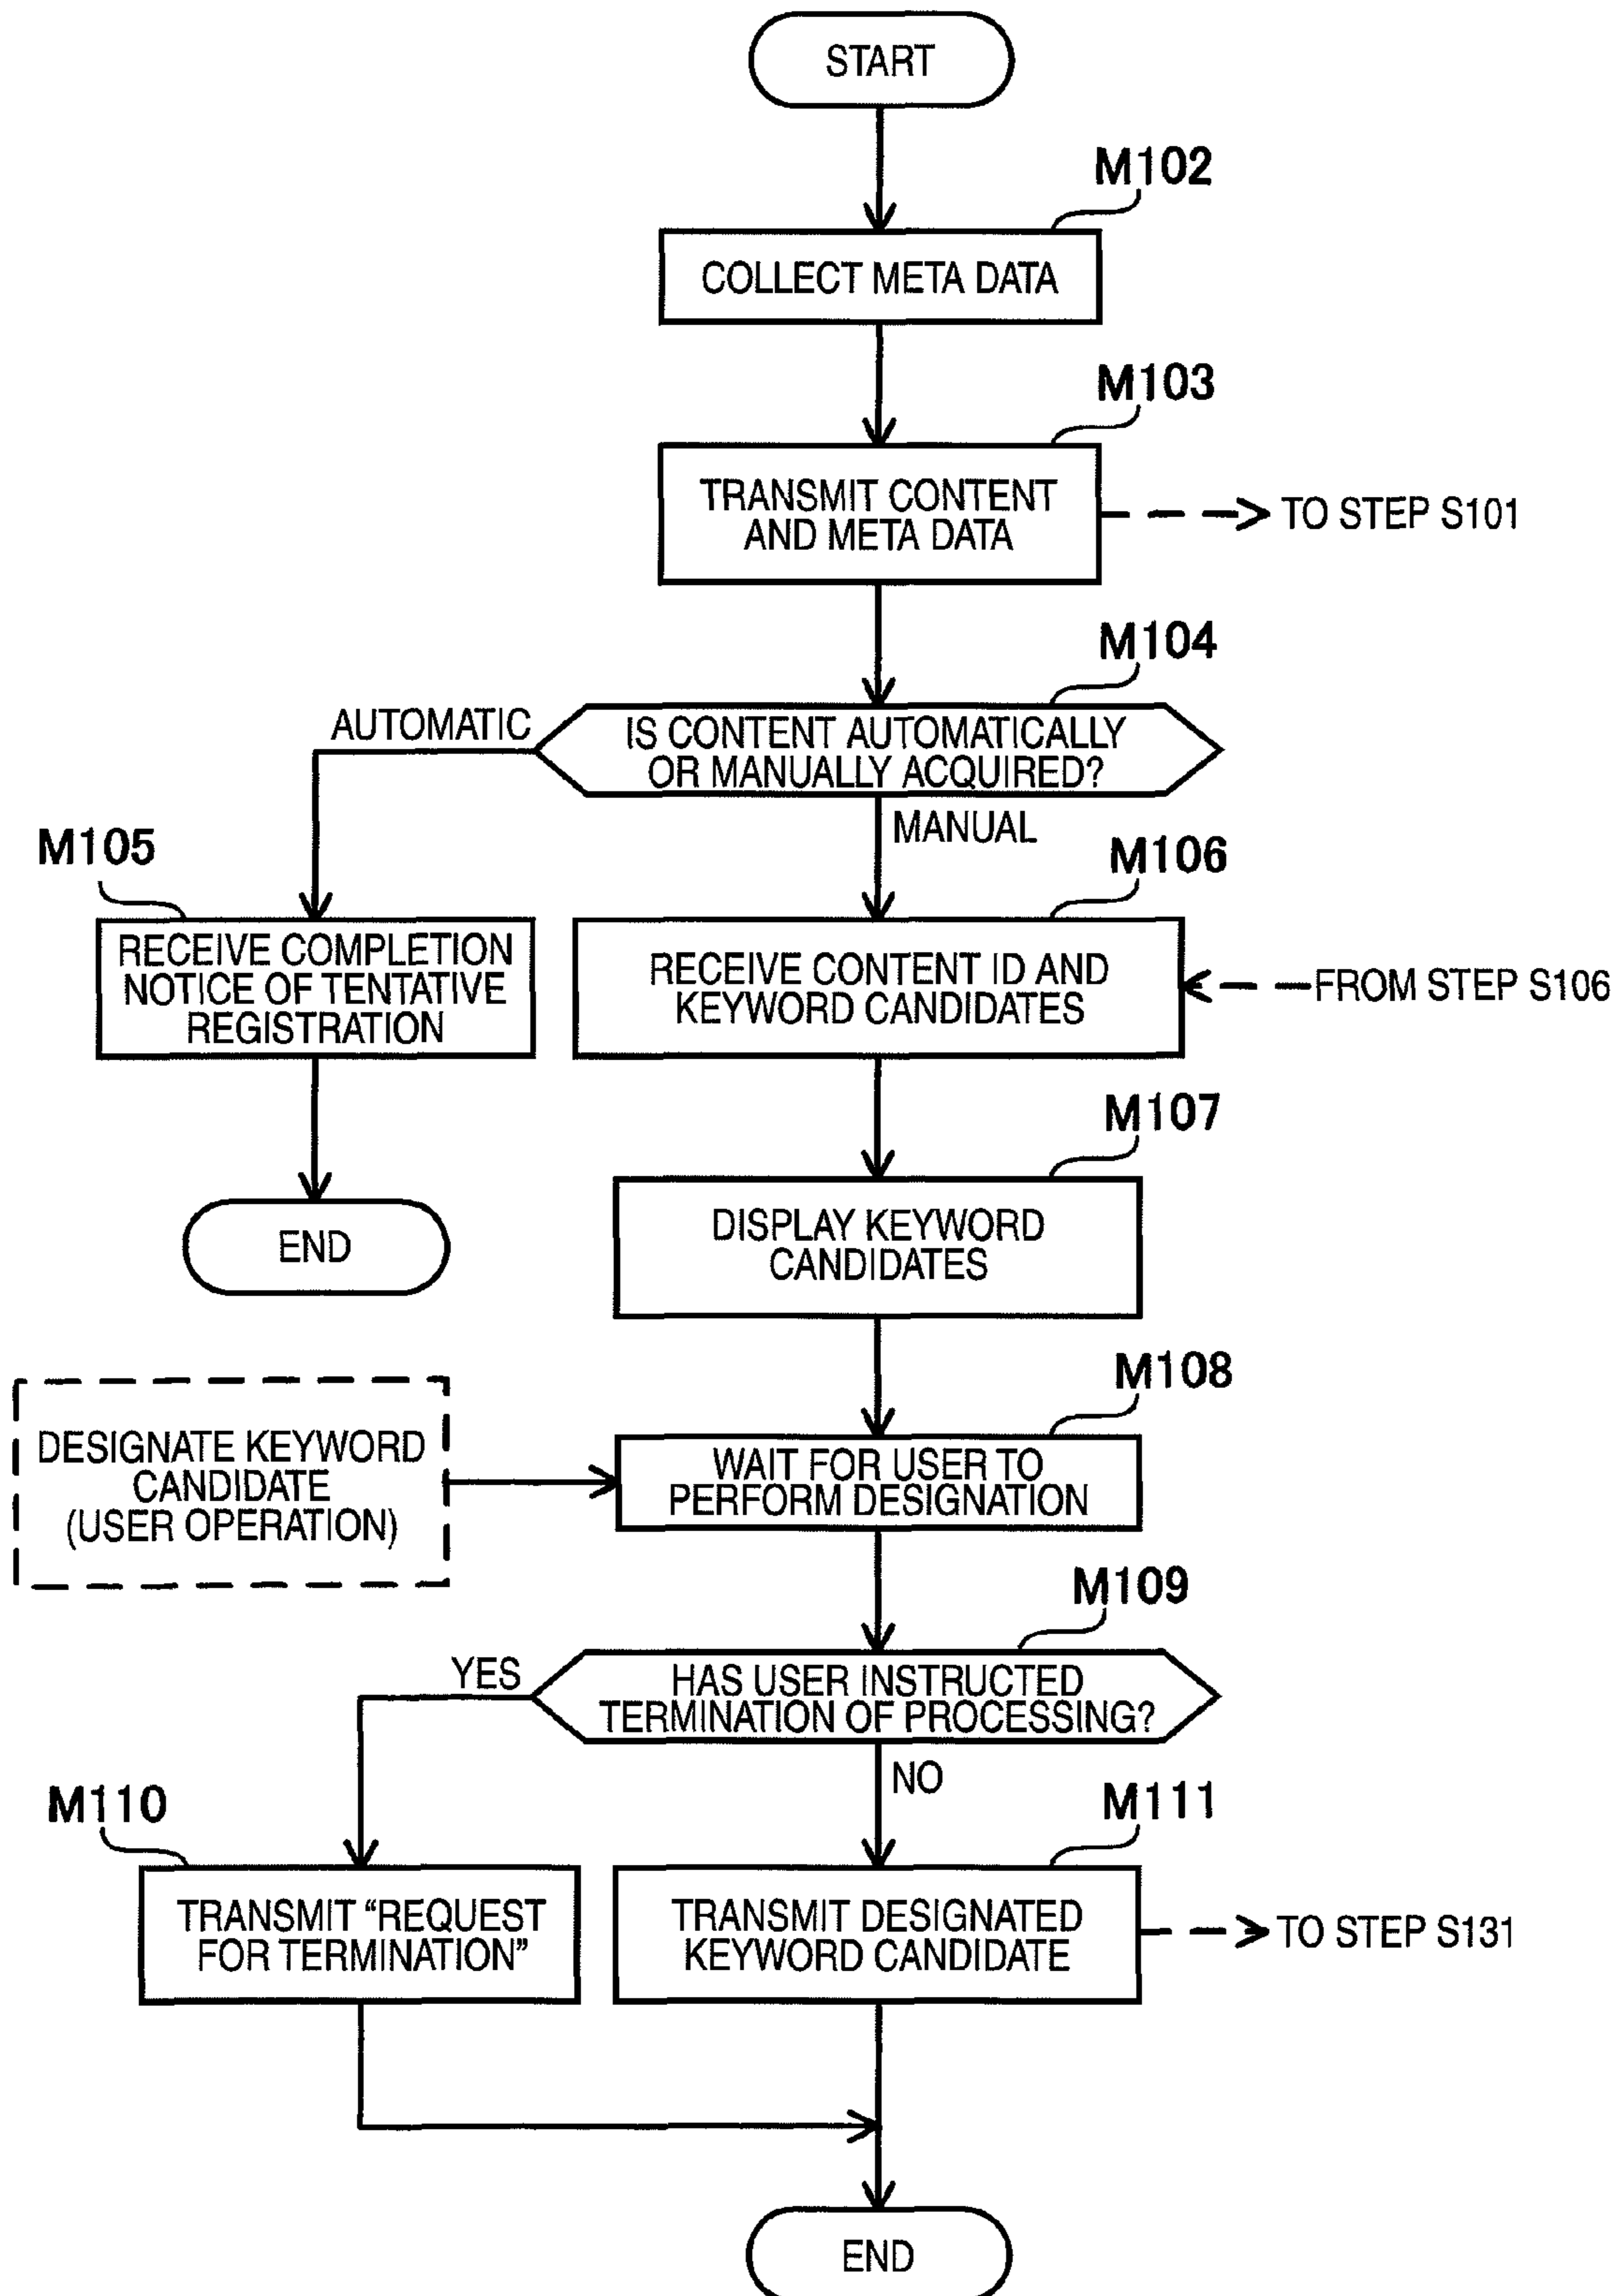 START
M102
COLLECT META DATA
M103
TRANSMIT CONTENT
AND META DATA
TO STEP S101
M104
AUTOMATIC
IS CONTENT AUTOMATICALLY
OR MANUALLY ACQUIRED?
MANUAL
M105
RECEIVE COMPLETION
NOTICE OF TENTATIVE
REGISTRATION
M106
RECEIVE CONTENT ID AND
KEYWORD CANDIDATES
FROM STEP S106
END
M107
DISPLAY KEYWORD
CANDIDATES
DESIGNATE KEYWORD
CANDIDATE
(USER OPERATION)
M108
WAIT FOR USER TO
PERFORM DESIGNATION
M109
YES
HAS USER INSTRUCTED
TERMINATION OF PROCESSING?
NO
M110
TRANSMIT “REQUEST
FOR TERMINATION”
M111
TRANSMIT DESIGNATED
KEYWORD CANDIDATE
TO STEP S131
END